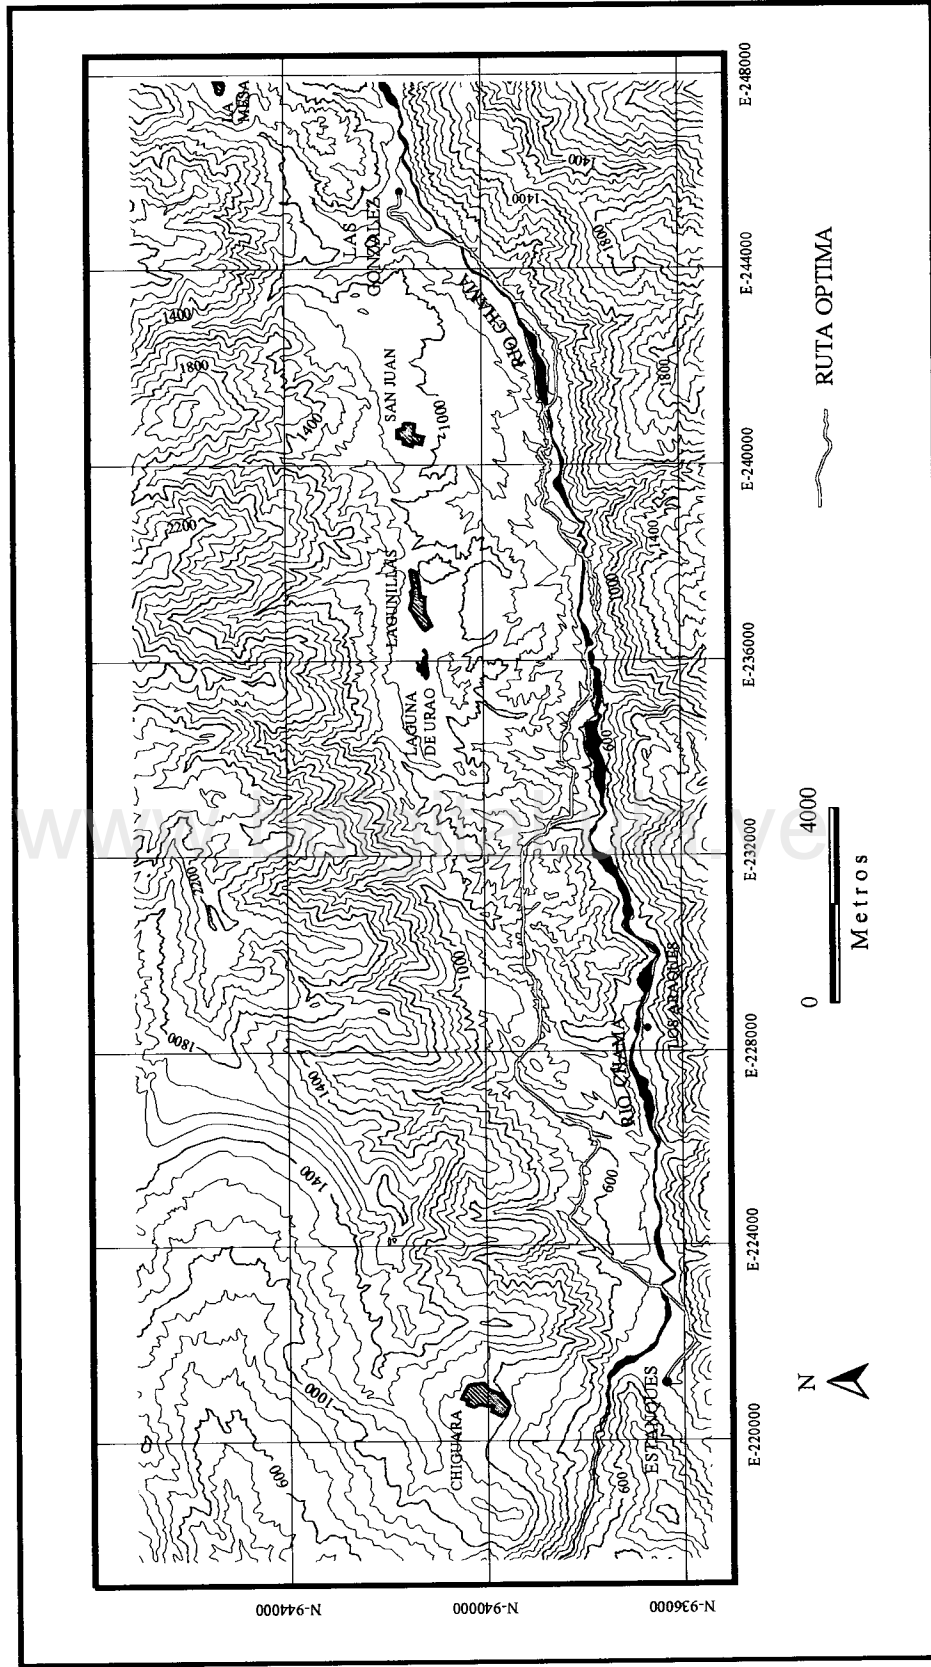 LA
MESA
LAS
GONZALEZ
RIO CHAMA
SAN JUAN
LAGUNILLAS
LAGUNA
DE URAO
LOS ARAQUES
RIO CHAMA
CHIGUARA
ESTANQUES
1400
1400
1800
1400
1800
1400
1000
1800
2200
1400
1000
600
2200
1000
1800
1400
1400
600
1000
600
600
E-220000
E-224000
E-228000
E-232000
E-236000
E-240000
E-244000
E-248000
N-944000
N-940000
N-936000
N
0 4000
Metros
RUTA OPTIMA